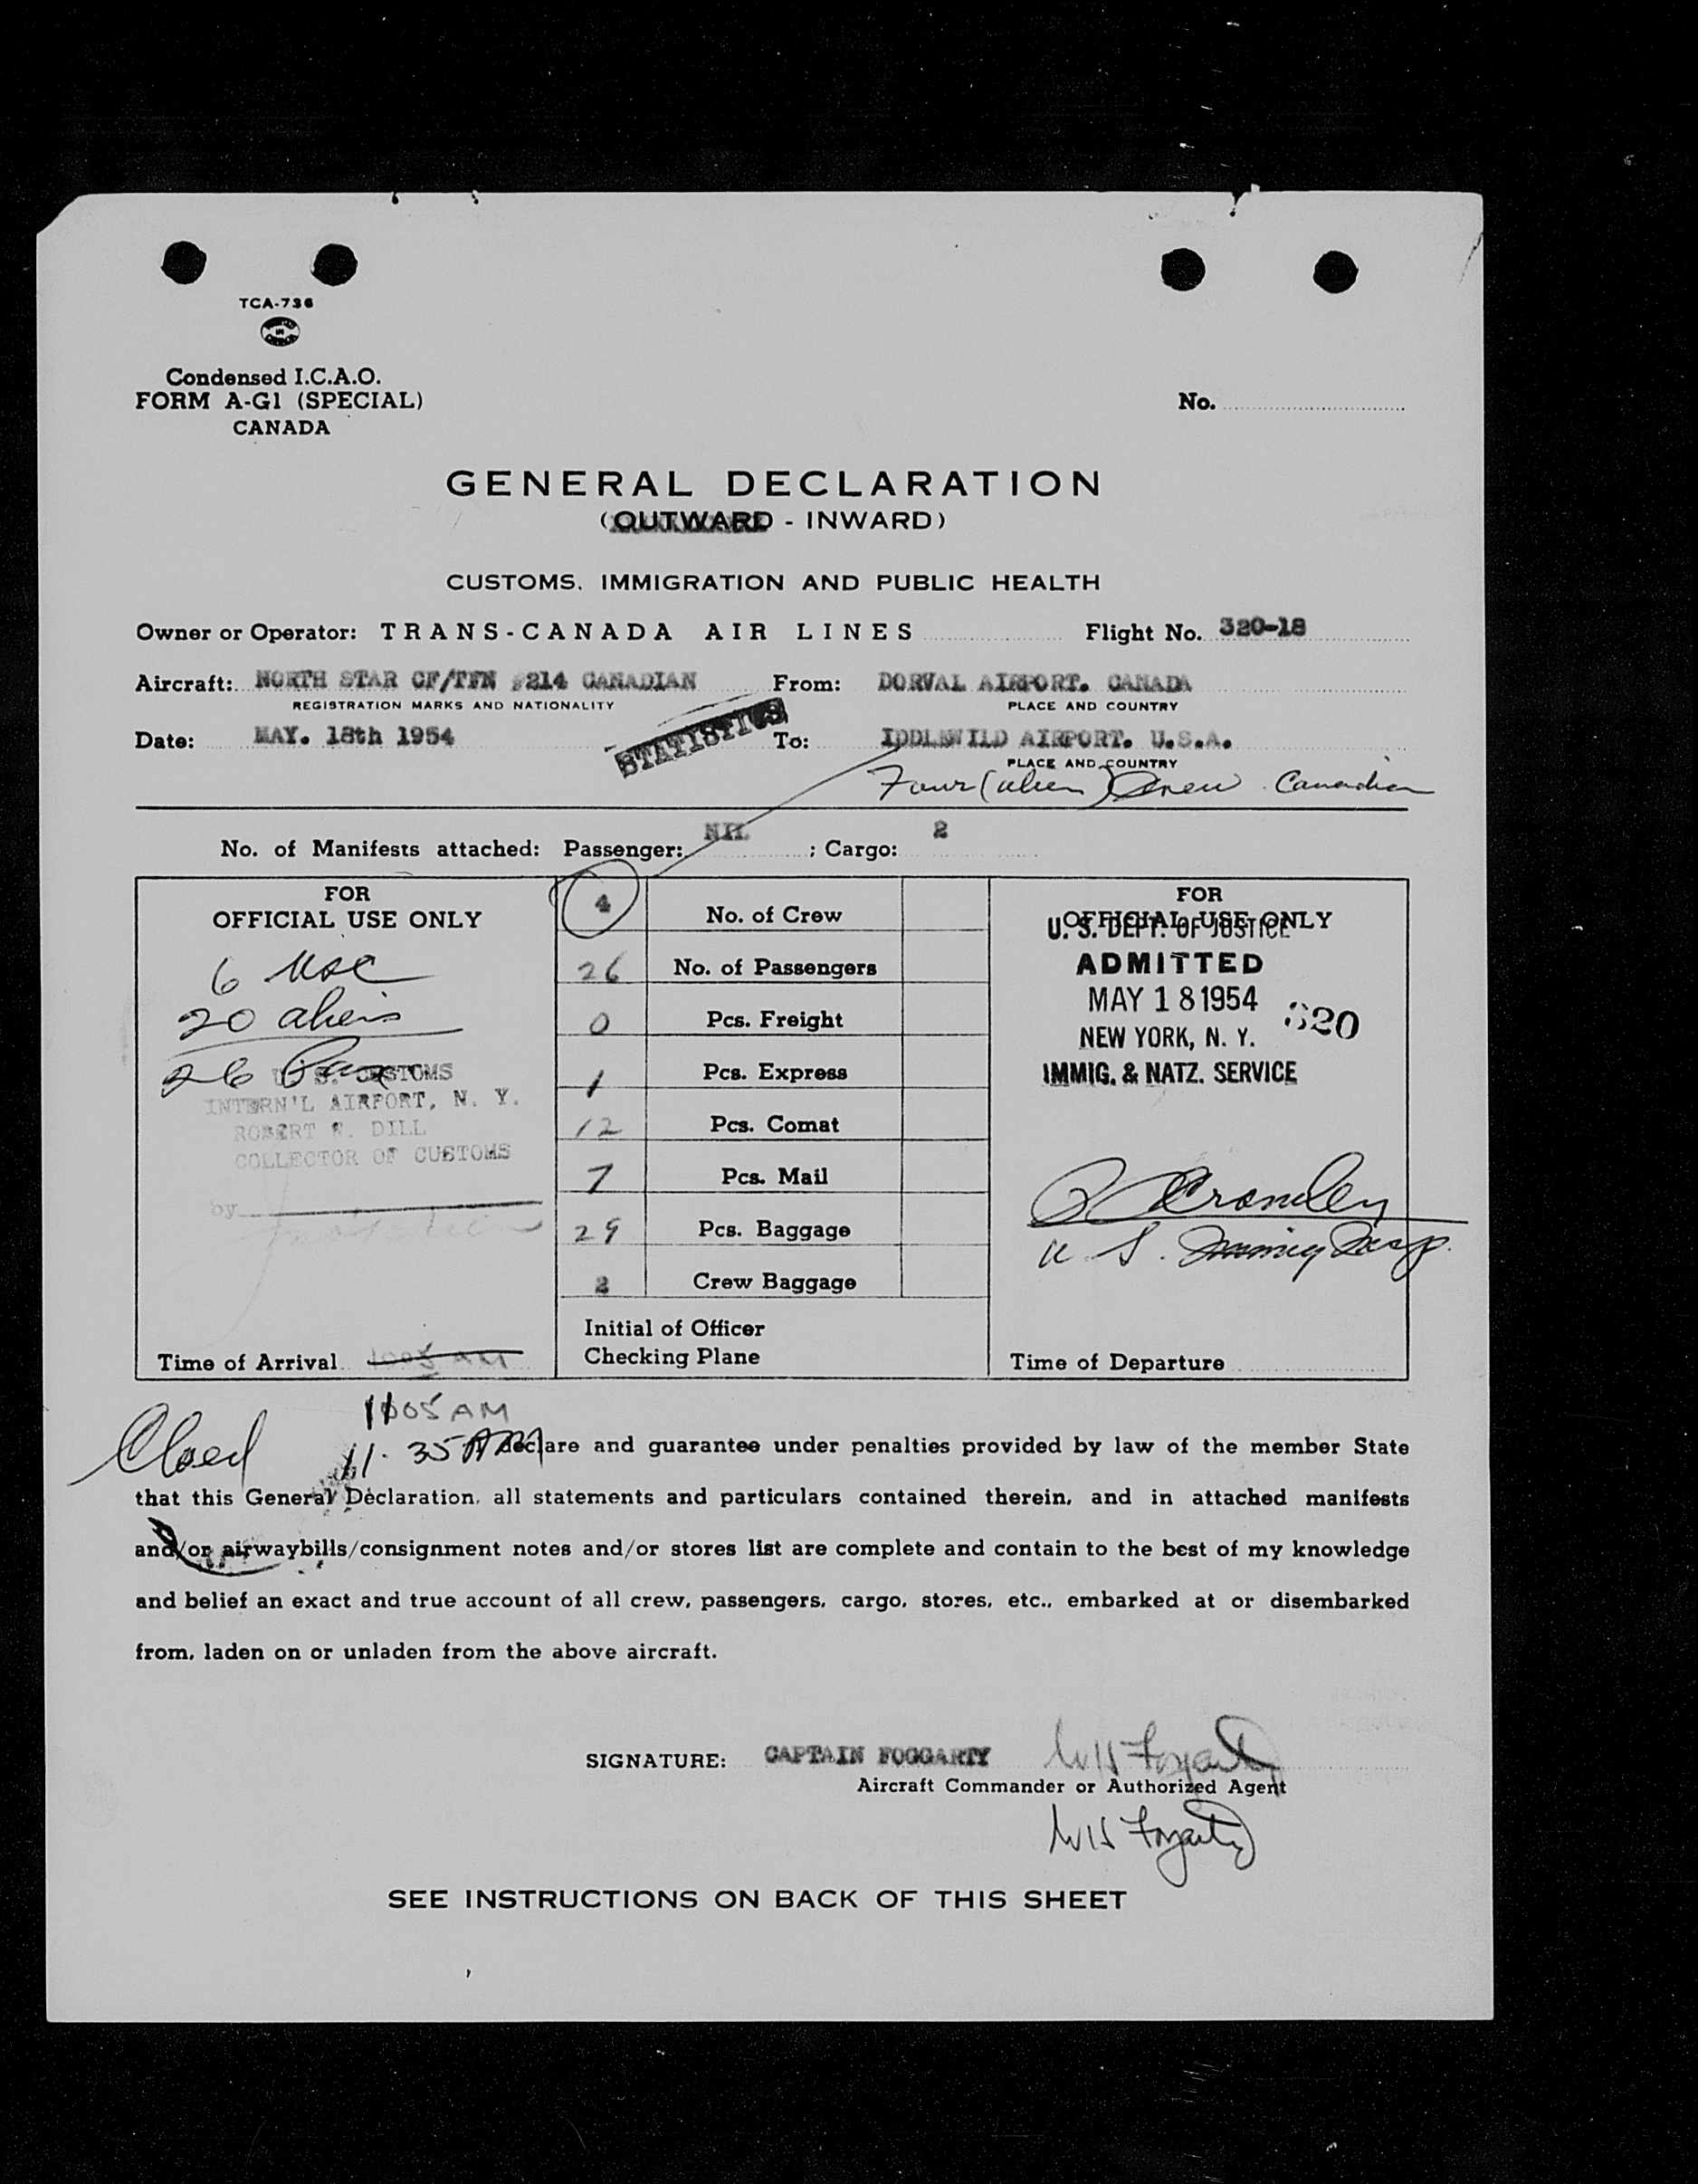 TCA-736
Condensed I.C.A.O.
FORM A-G1 (SPECIAL)
CANADA
No.
GENERAL DECLARATION
(OUTWARD - INWARD)
CUSTOMS, IMMIGRATION AND PUBLIC HEALTH
Owner or Operator: TRANS-CANADA AIR LINES Flight No. 320-18
Aircraft: NORTH STAR CF/TFN #214 CANADIAN From: DORVAL AIRPORT. CANADA
REGISTRATION MARKS AND NATIONALITY PLACE AND COUNTRY
Date: MAY. 18th 1954 STATISTICS To: IDDLEWILD AIRPORT. U.S.A.
PLACE AND COUNTRY
Four (alien) Crew Canadian
No. of Manifests attached: Passenger: NIL ; Cargo: 2
FOR
OFFICIAL USE ONLY
6 USC
20 aliens
26 Pax
U. S. CUSTOMS
INTERN'L AIRPORT, N. Y.
ROBERT W. DILL
COLLECTOR OF CUSTOMS
by
Time of Arrival 1005 AM
4 No. of Crew
26 No. of Passengers
0 Pcs. Freight
1 Pcs. Express
12 Pcs. Comat
7 Pcs. Mail
29 Pcs. Baggage
2 Crew Baggage
Initial of Officer
Checking Plane
FOR
OFFICIAL USE ONLY
U. S. DEPT. OF JUSTICE
ADMITTED
MAY 18 1954 320
NEW YORK, N. Y.
IMMIG. & NATZ. SERVICE
U. S. Immig Insp.
Time of Departure
1105 AM
Closed 11.35 AM
declare and guarantee under penalties provided by law of the member State
that this General Declaration, all statements and particulars contained therein, and in attached manifests
and/or airwaybills/consignment notes and/or stores list are complete and contain to the best of my knowledge
and belief an exact and true account of all crew, passengers, cargo, stores, etc., embarked at or disembarked
from, laden on or unladen from the above aircraft.
SIGNATURE: CAPTAIN FOGGARTY WH Fogarty
Aircraft Commander or Authorized Agent
WH Fogarty
SEE INSTRUCTIONS ON BACK OF THIS SHEET